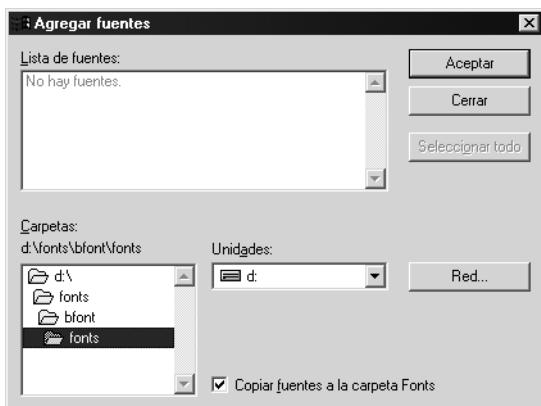 Agregar fuentes
Lista de fuentes:
No hay fuentes.
Aceptar
Cerrar
Seleccionar todo
Carpetas:
d:\fonts\bfont\fonts
Unidades:
d:\
fonts
bfont
fonts
d:
Red...
Copiar fuentes a la carpeta Fonts